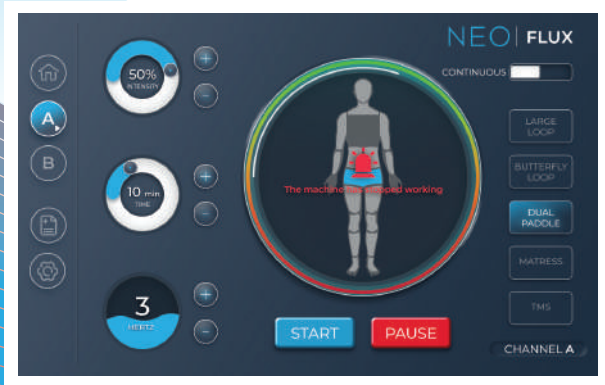 NEO FLUX
CONTINUOUS
50%
INTENSITY
A
LARGE
LOOP
B
BUTTERFLY
LOOP
The machine has stopped working
10 min
TIME
DUAL
PADDLE
MATRESS
3
HERTZ
TMS
START
PAUSE
CHANNEL A